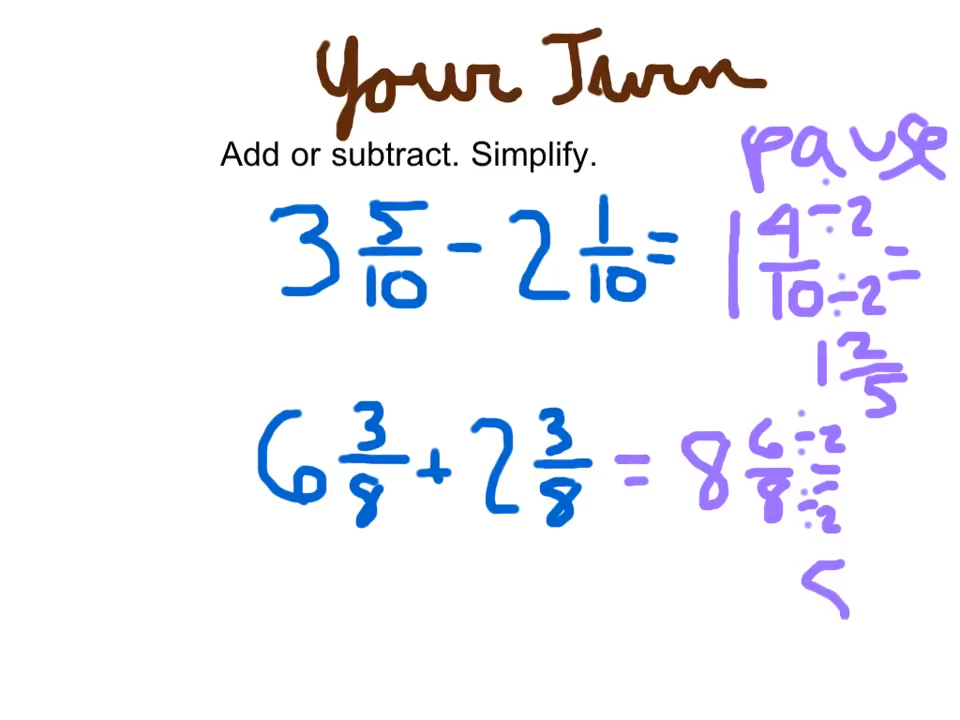 Your Turn
Add or subtract. Simplify.
pause
3 5/10 - 2 1/10 = 1 4÷2/10÷2 =
1 2/5
6 3/8 + 2 3/8 = 8 6÷2/8÷2 =